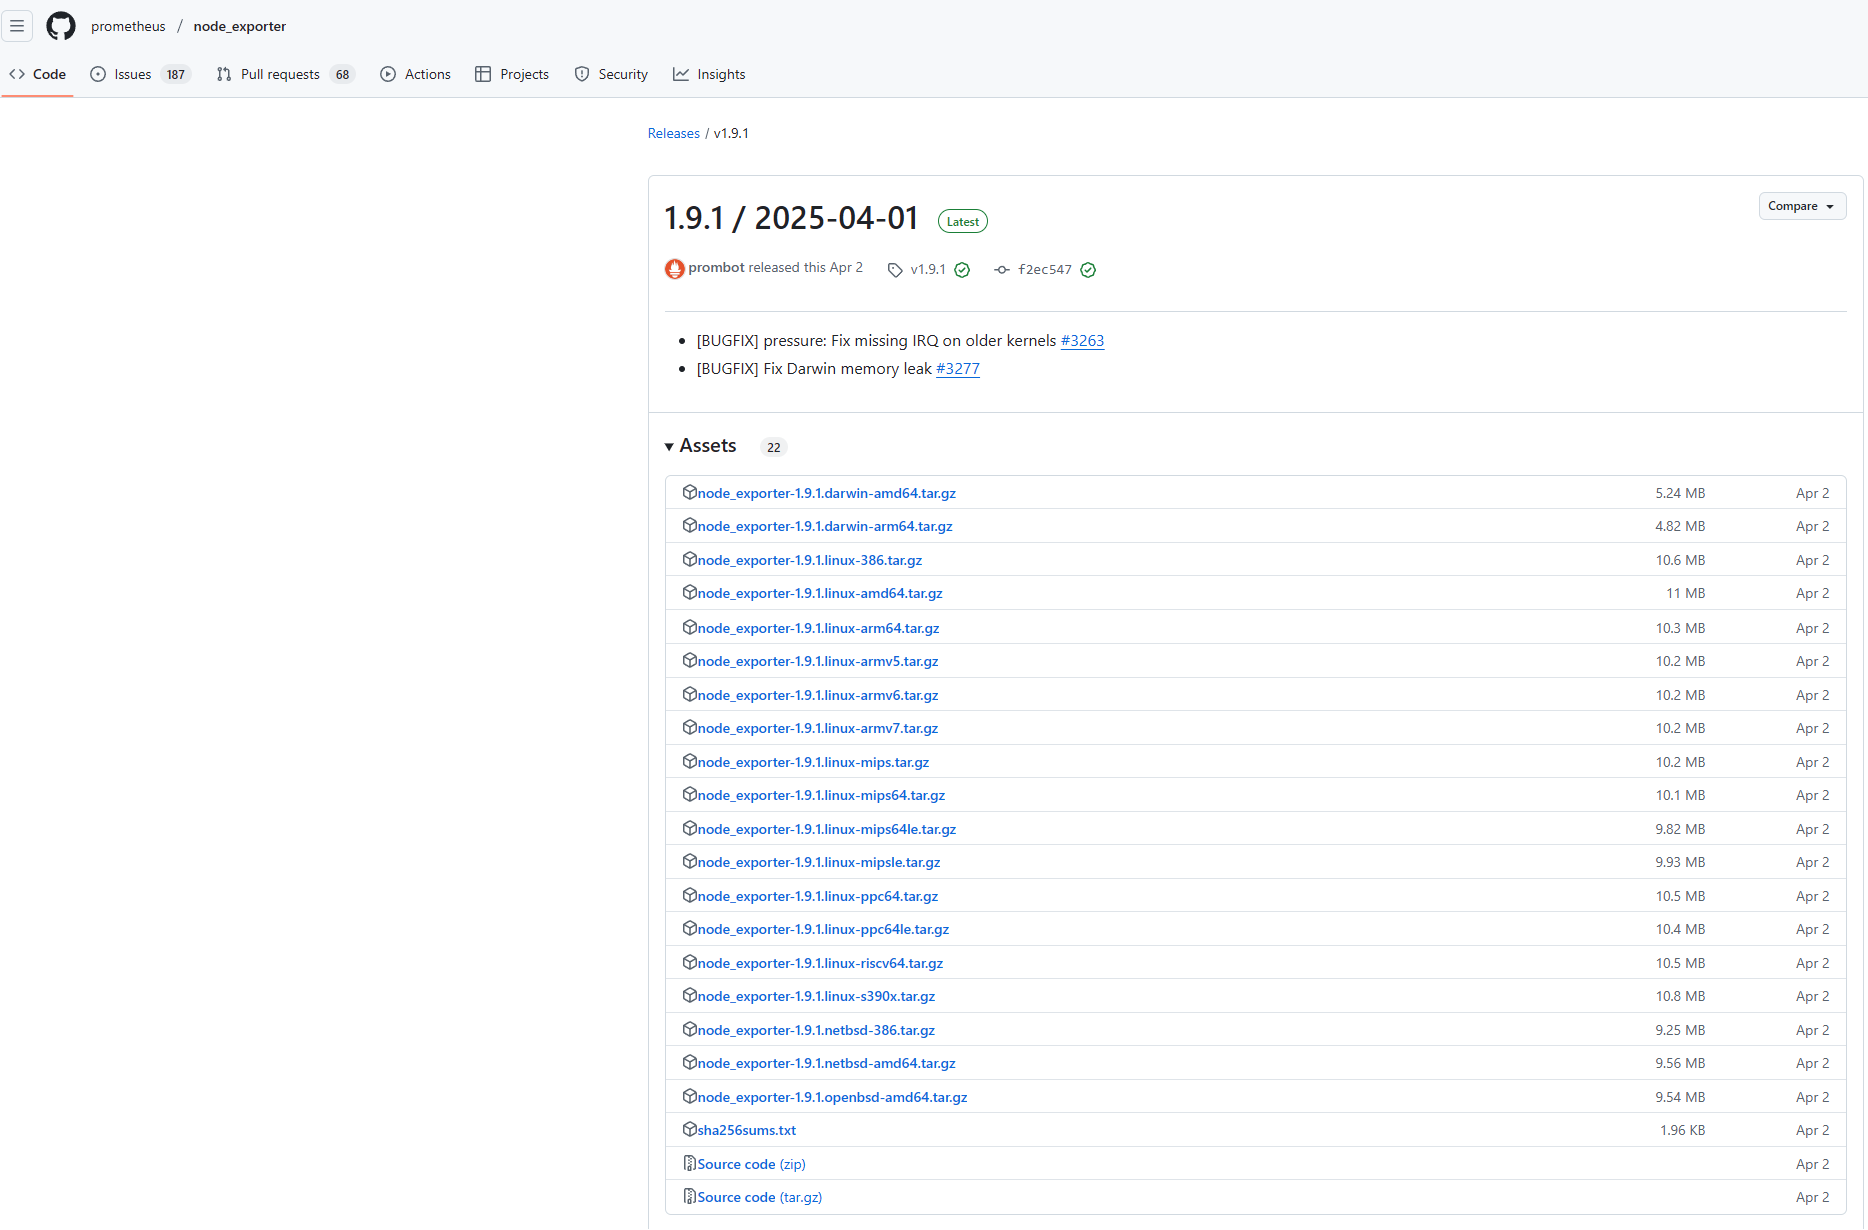 prometheus / node_exporter
Code Issues 187 Pull requests 68 Actions Projects Security Insights
Releases / v1.9.1
1.9.1 / 2025-04-01 Latest Compare
prombot released this Apr 2 v1.9.1 f2ec547
[BUGFIX] pressure: Fix missing IRQ on older kernels #3263
[BUGFIX] Fix Darwin memory leak #3277
Assets 22
node_exporter-1.9.1.darwin-amd64.tar.gz 5.24 MB Apr 2
node_exporter-1.9.1.darwin-arm64.tar.gz 4.82 MB Apr 2
node_exporter-1.9.1.linux-386.tar.gz 10.6 MB Apr 2
node_exporter-1.9.1.linux-amd64.tar.gz 11 MB Apr 2
node_exporter-1.9.1.linux-arm64.tar.gz 10.3 MB Apr 2
node_exporter-1.9.1.linux-armv5.tar.gz 10.2 MB Apr 2
node_exporter-1.9.1.linux-armv6.tar.gz 10.2 MB Apr 2
node_exporter-1.9.1.linux-armv7.tar.gz 10.2 MB Apr 2
node_exporter-1.9.1.linux-mips.tar.gz 10.2 MB Apr 2
node_exporter-1.9.1.linux-mips64.tar.gz 10.1 MB Apr 2
node_exporter-1.9.1.linux-mips64le.tar.gz 9.82 MB Apr 2
node_exporter-1.9.1.linux-mipsle.tar.gz 9.93 MB Apr 2
node_exporter-1.9.1.linux-ppc64.tar.gz 10.5 MB Apr 2
node_exporter-1.9.1.linux-ppc64le.tar.gz 10.4 MB Apr 2
node_exporter-1.9.1.linux-riscv64.tar.gz 10.5 MB Apr 2
node_exporter-1.9.1.linux-s390x.tar.gz 10.8 MB Apr 2
node_exporter-1.9.1.netbsd-386.tar.gz 9.25 MB Apr 2
node_exporter-1.9.1.netbsd-amd64.tar.gz 9.56 MB Apr 2
node_exporter-1.9.1.openbsd-amd64.tar.gz 9.54 MB Apr 2
sha256sums.txt 1.96 KB Apr 2
Source code (zip) Apr 2
Source code (tar.gz) Apr 2